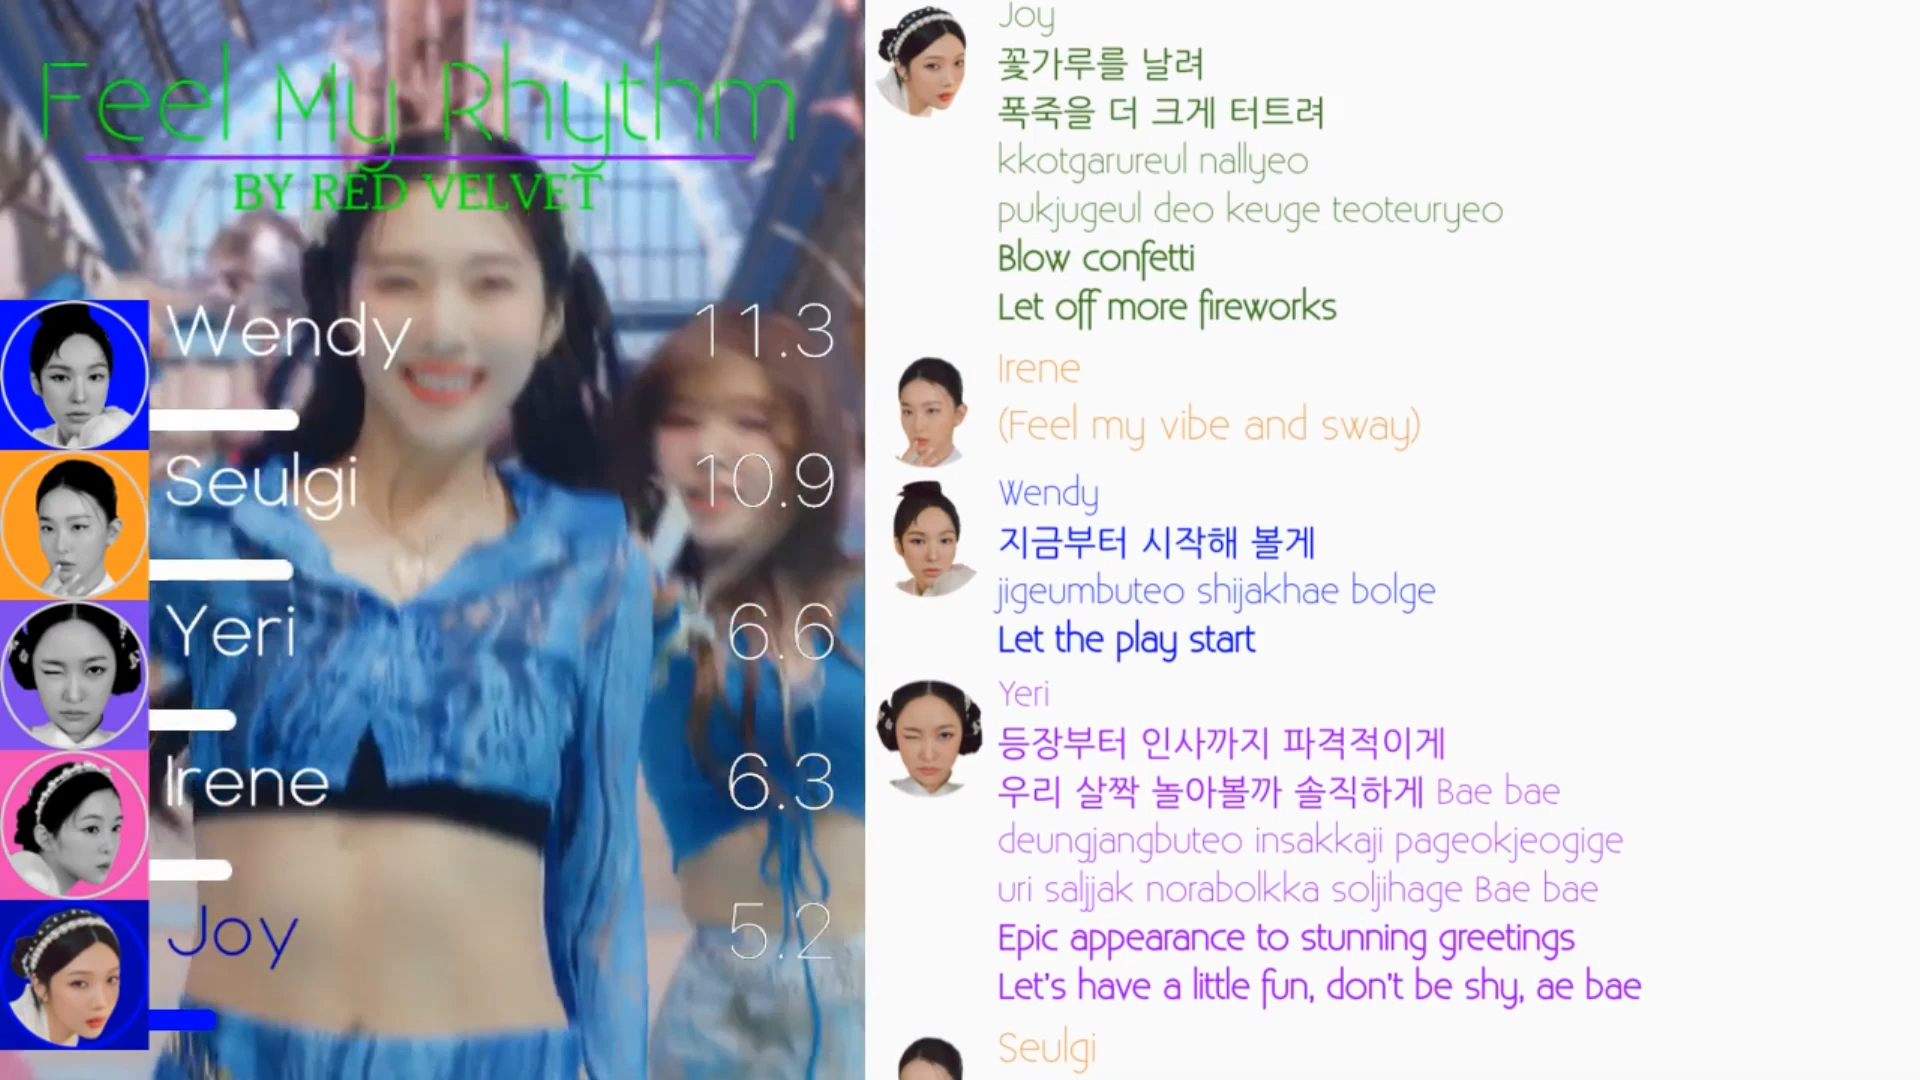 Feel My Rhythm
BY RED VELVET
Wendy 11.3
Seulgi 10.9
Yeri 6.6
Irene 6.3
Joy 5.2
Joy
꽃가루를 날려
폭죽을 더 크게 터트려
kkotgarureul nallyeo
pukjugeul deo keuge teoteuryeo
Blow confetti
Let off more fireworks
Irene
(Feel my vibe and sway)
Wendy
지금부터 시작해 볼게
jigeumbuteo shijakhae bolge
Let the play start
Yeri
등장부터 인사까지 파격적이게
우리 살짝 놀아볼까 솔직하게 Bae bae
deungjangbuteo insakkaji pageokjeogige
uri saljjak norabolkka soljihage Bae bae
Epic appearance to stunning greetings
Let's have a little fun, don't be shy, ae bae
Seulgi